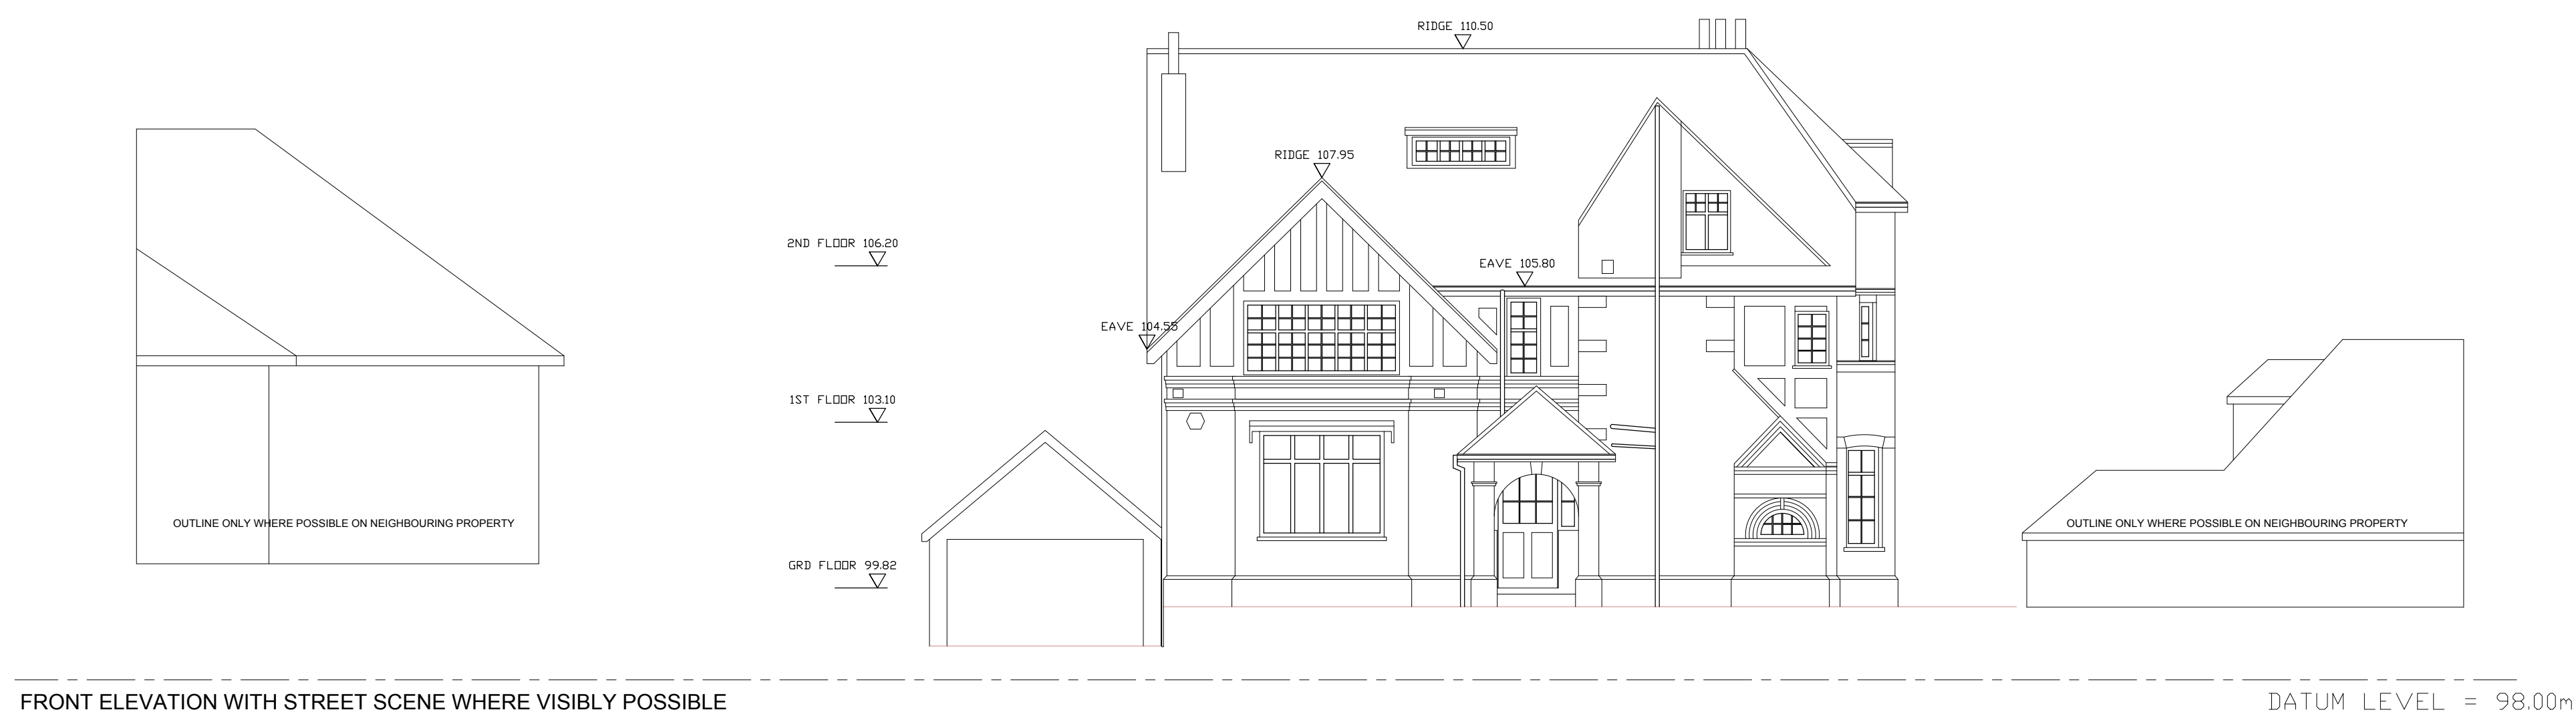 RIDGE 110.50
RIDGE 107.95
2ND FLOOR 106.20
EAVE 105.80
EAVE 104.55
1ST FLOOR 103.10
OUTLINE ONLY WHERE POSSIBLE ON NEIGHBOURING PROPERTY
OUTLINE ONLY WHERE POSSIBLE ON NEIGHBOURING PROPERTY
GRD FLOOR 99.82
FRONT ELEVATION WITH STREET SCENE WHERE VISIBLY POSSIBLE
DATUM LEVEL = 98.00m